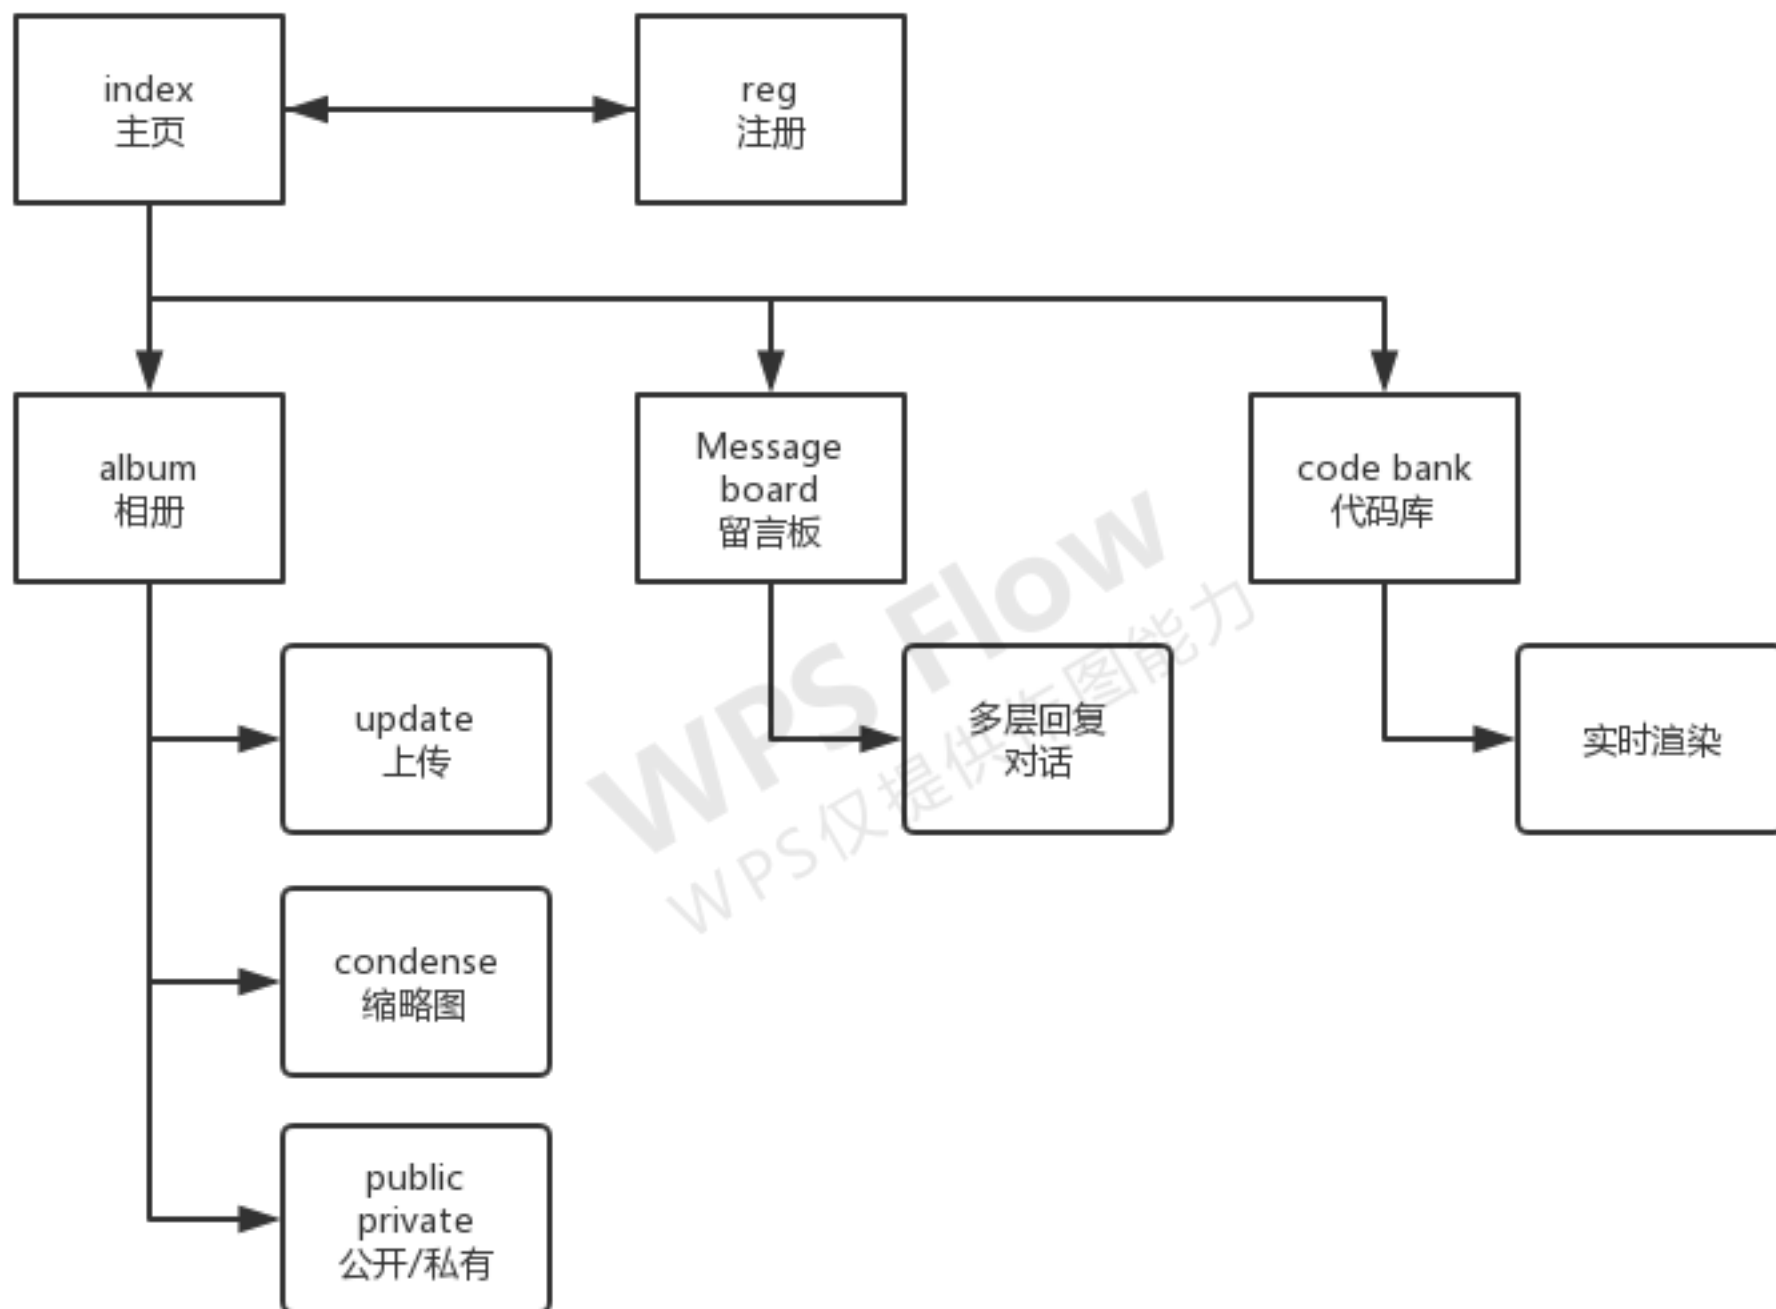 index
主页
reg
注册
album
相册
Message
board
留言板
code bank
代码库
update
上传
多层回复
对话
实时渲染
condense
缩略图
public
private
公开/私有
WPS Flow
WPS仅提供作图能力